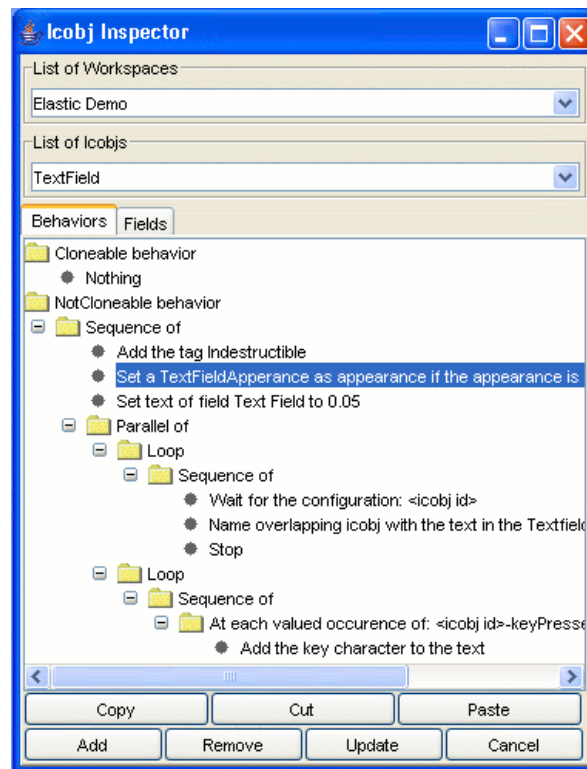 Icobj Inspector
List of Workspaces
Elastic Demo
List of Icobjs
TextField
Behaviors Fields
Cloneable behavior
Nothing
NotCloneable behavior
Sequence of
Add the tag Indestructible
Set a TextFieldApperance as appearance if the appearance is
Set text of field Text Field to 0.05
Parallel of
Loop
Sequence of
Wait for the configuration: <icobj id>
Name overlapping icobj with the text in the Textfield
Stop
Loop
Sequence of
At each valued occurence of: <icobj id>-keyPresse
Add the key character to the text
Copy Cut Paste
Add Remove Update Cancel